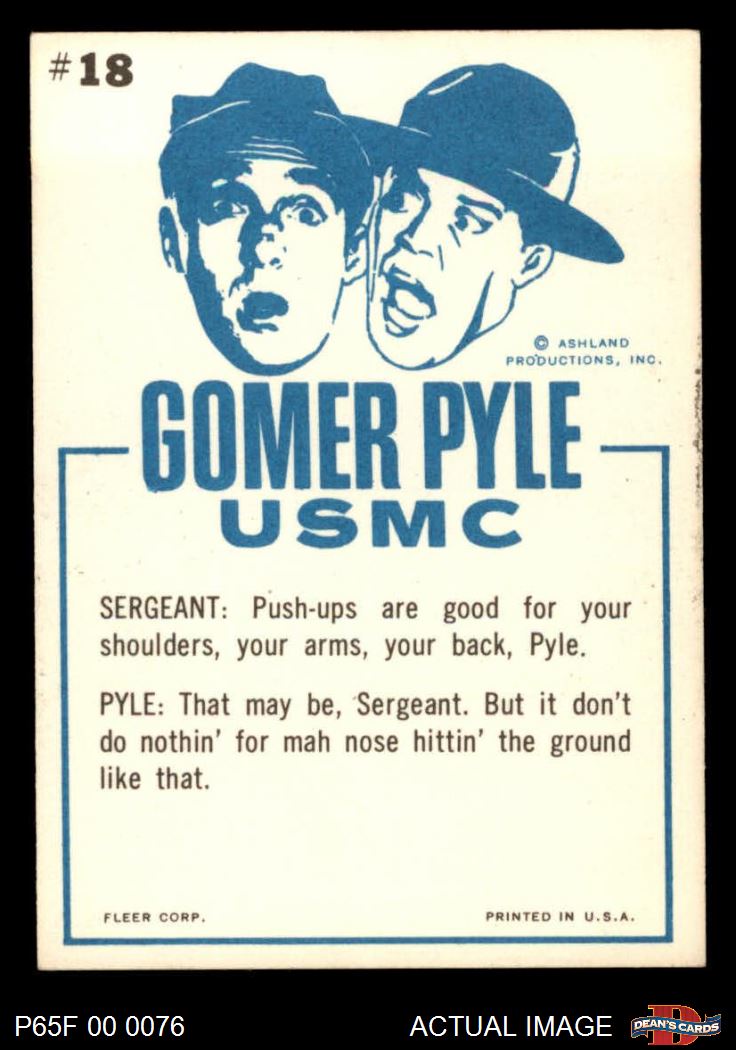 #18
© ASHLAND
PRODUCTIONS, INC.
GOMER PYLE
USMC
SERGEANT: Push-ups are good for your
shoulders, your arms, your back, Pyle.
PYLE: That may be, Sergeant. But it don't
do nothin' for mah nose hittin' the ground
like that.
FLEER CORP.
PRINTED IN U.S.A.
P65F 00 0076
ACTUAL IMAGE
D
DEAN'S CARDS